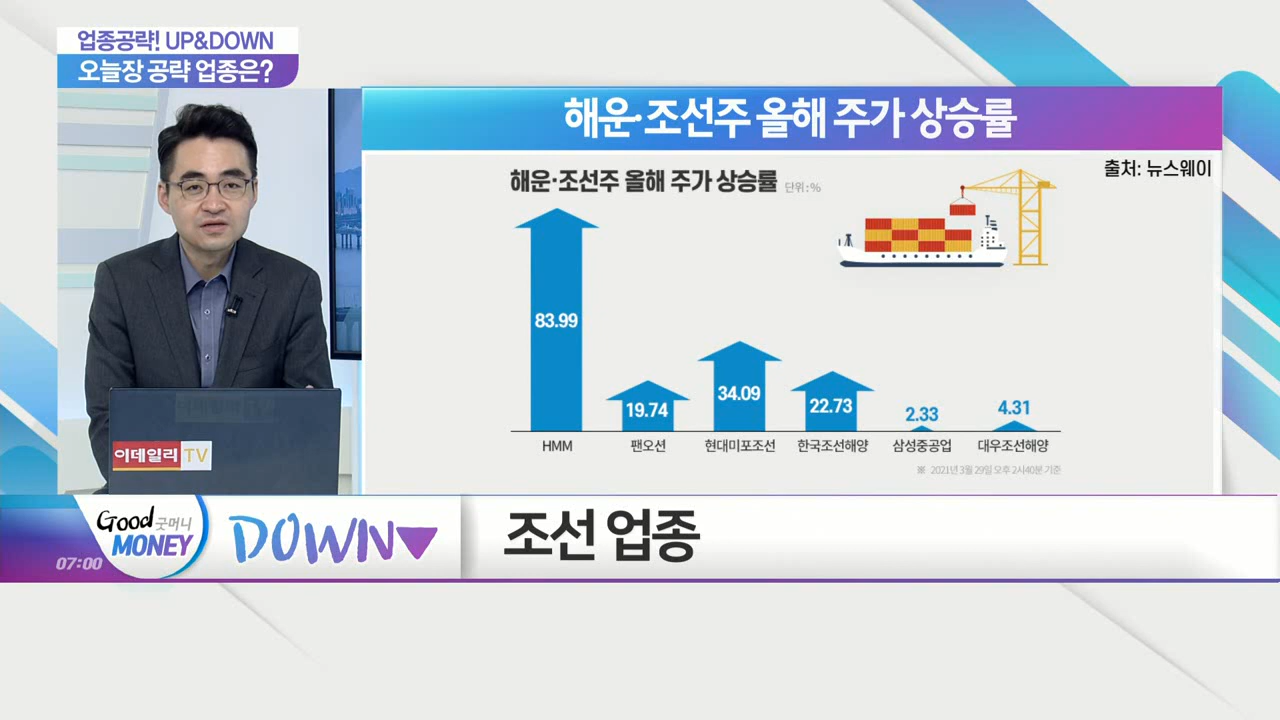 업종공략! UP&DOWN
오늘장 공략 업종은?
해운·조선주 올해 주가 상승률
출처: 뉴스웨이
해운·조선주 올해 주가 상승률 단위:%
83.99
19.74
34.09
22.73
2.33
4.31
HMM 팬오션 현대미포조선 한국조선해양 삼성중공업 대우조선해양
※ 2021년 3월 29일 오후 2시40분 기준
이데일리 TV
Good 굿머니
MONEY
07:00
DOWN▼
조선 업종